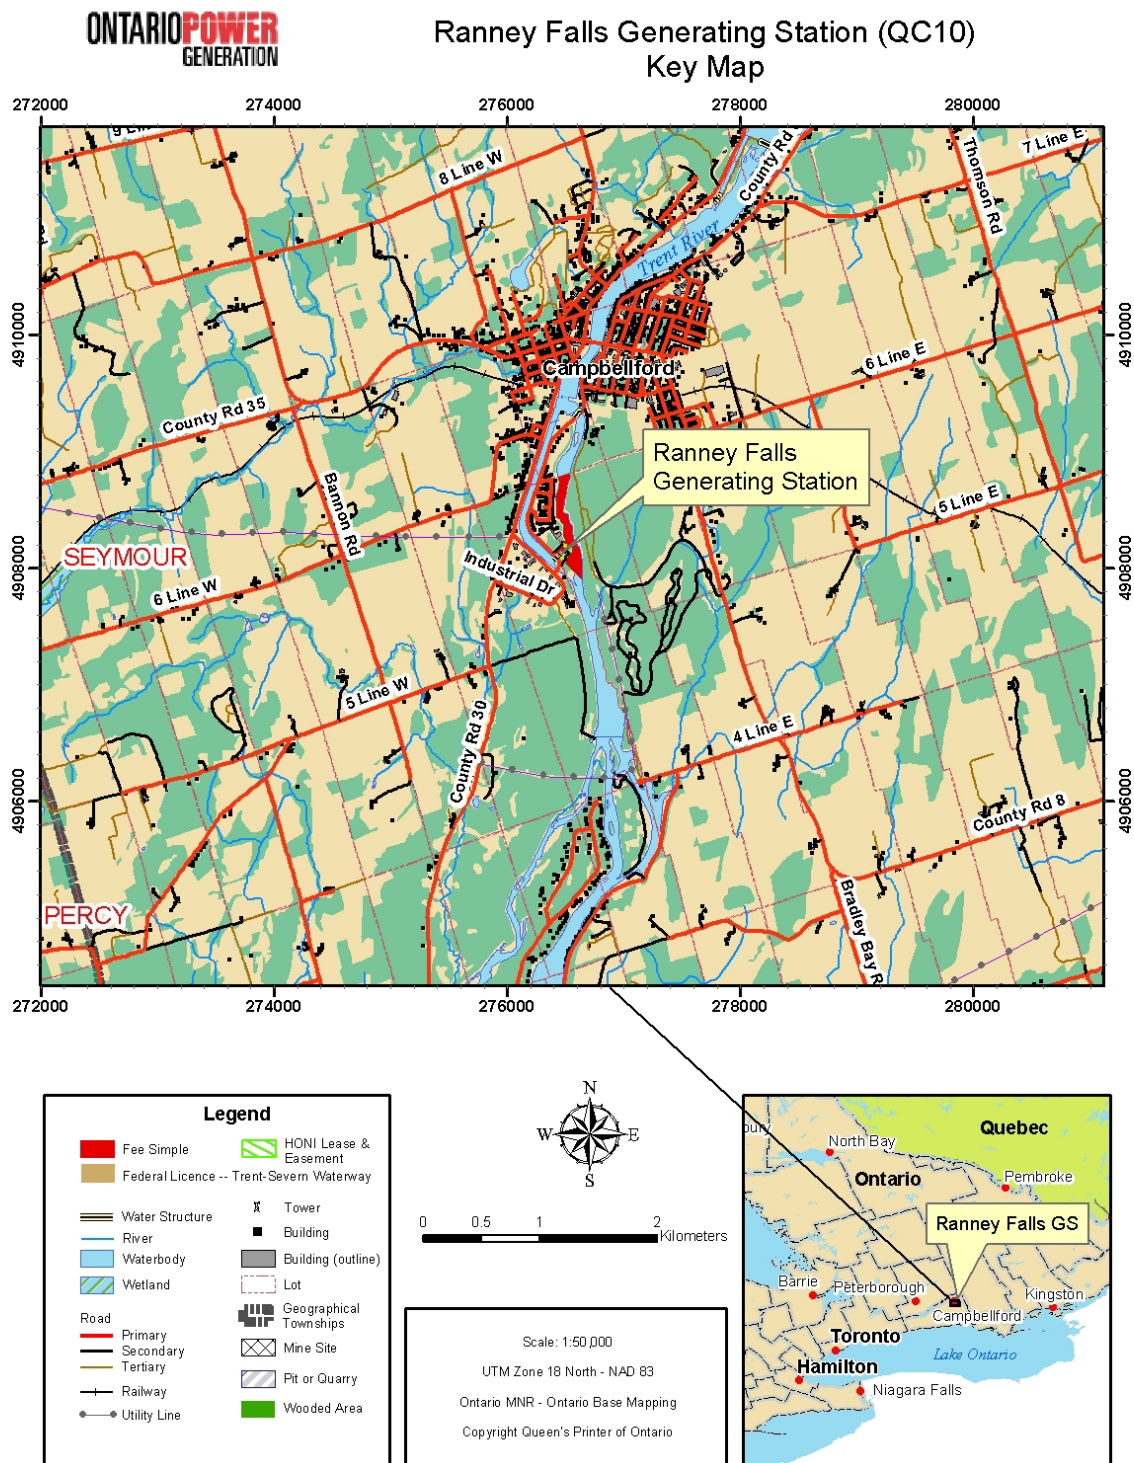 ONTARIOPOWER
GENERATION
Ranney Falls Generating Station (QC10)
Key Map
272000
274000
276000
278000
280000
8 Line W
County Rd
Thomson Rd
7 Line E
Trent River
4910000
4910000
6 Line E
Campbellford
County Rd 35
Ranney Falls
Generating Station
Bannon Rd
5 Line E
SEYMOUR
4908000
4908000
Industrial Dr
6 Line W
5 Line W
County Rd 30
4 Line E
4906000
4906000
County Rd 8
PERCY
Bradley Bay R
272000
274000
276000
278000
280000
Legend
Fee Simple
HONI Lease &
Easement
Federal Licence -- Trent-Severn Waterway
Water Structure
River
Waterbody
Wetland
Tower
Building
Building (outline)
Lot
Geographical
Townships
Mine Site
Pit or Quarry
Wooded Area
Road
Primary
Secondary
Tertiary
Railway
Utility Line
N
W
E
S
0
0.5
1
2
Kilometers
Scale: 1:50,000
UTM Zone 18 North - NAD 83
Ontario MNR - Ontario Base Mapping
Copyright Queen's Printer of Ontario
bury
North Bay
Quebec
Ontario
Pembroke
Ranney Falls GS
Barrie
Peterborough
Kingston
Campbellford
Toronto
Lake Ontario
Hamilton
Niagara Falls